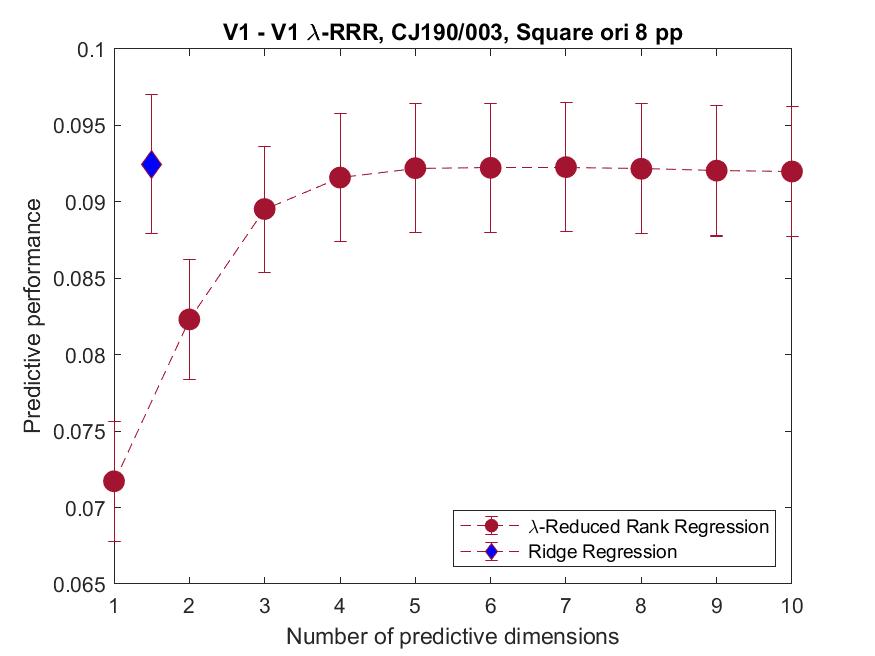 V1 - V1 λ-RRR, CJ190/003, Square ori 8 pp
0.1
0.095
0.09
0.085
0.08
0.075
0.07
0.065
Predictive performance
1 2 3 4 5 6 7 8 9 10
Number of predictive dimensions
λ-Reduced Rank Regression
Ridge Regression